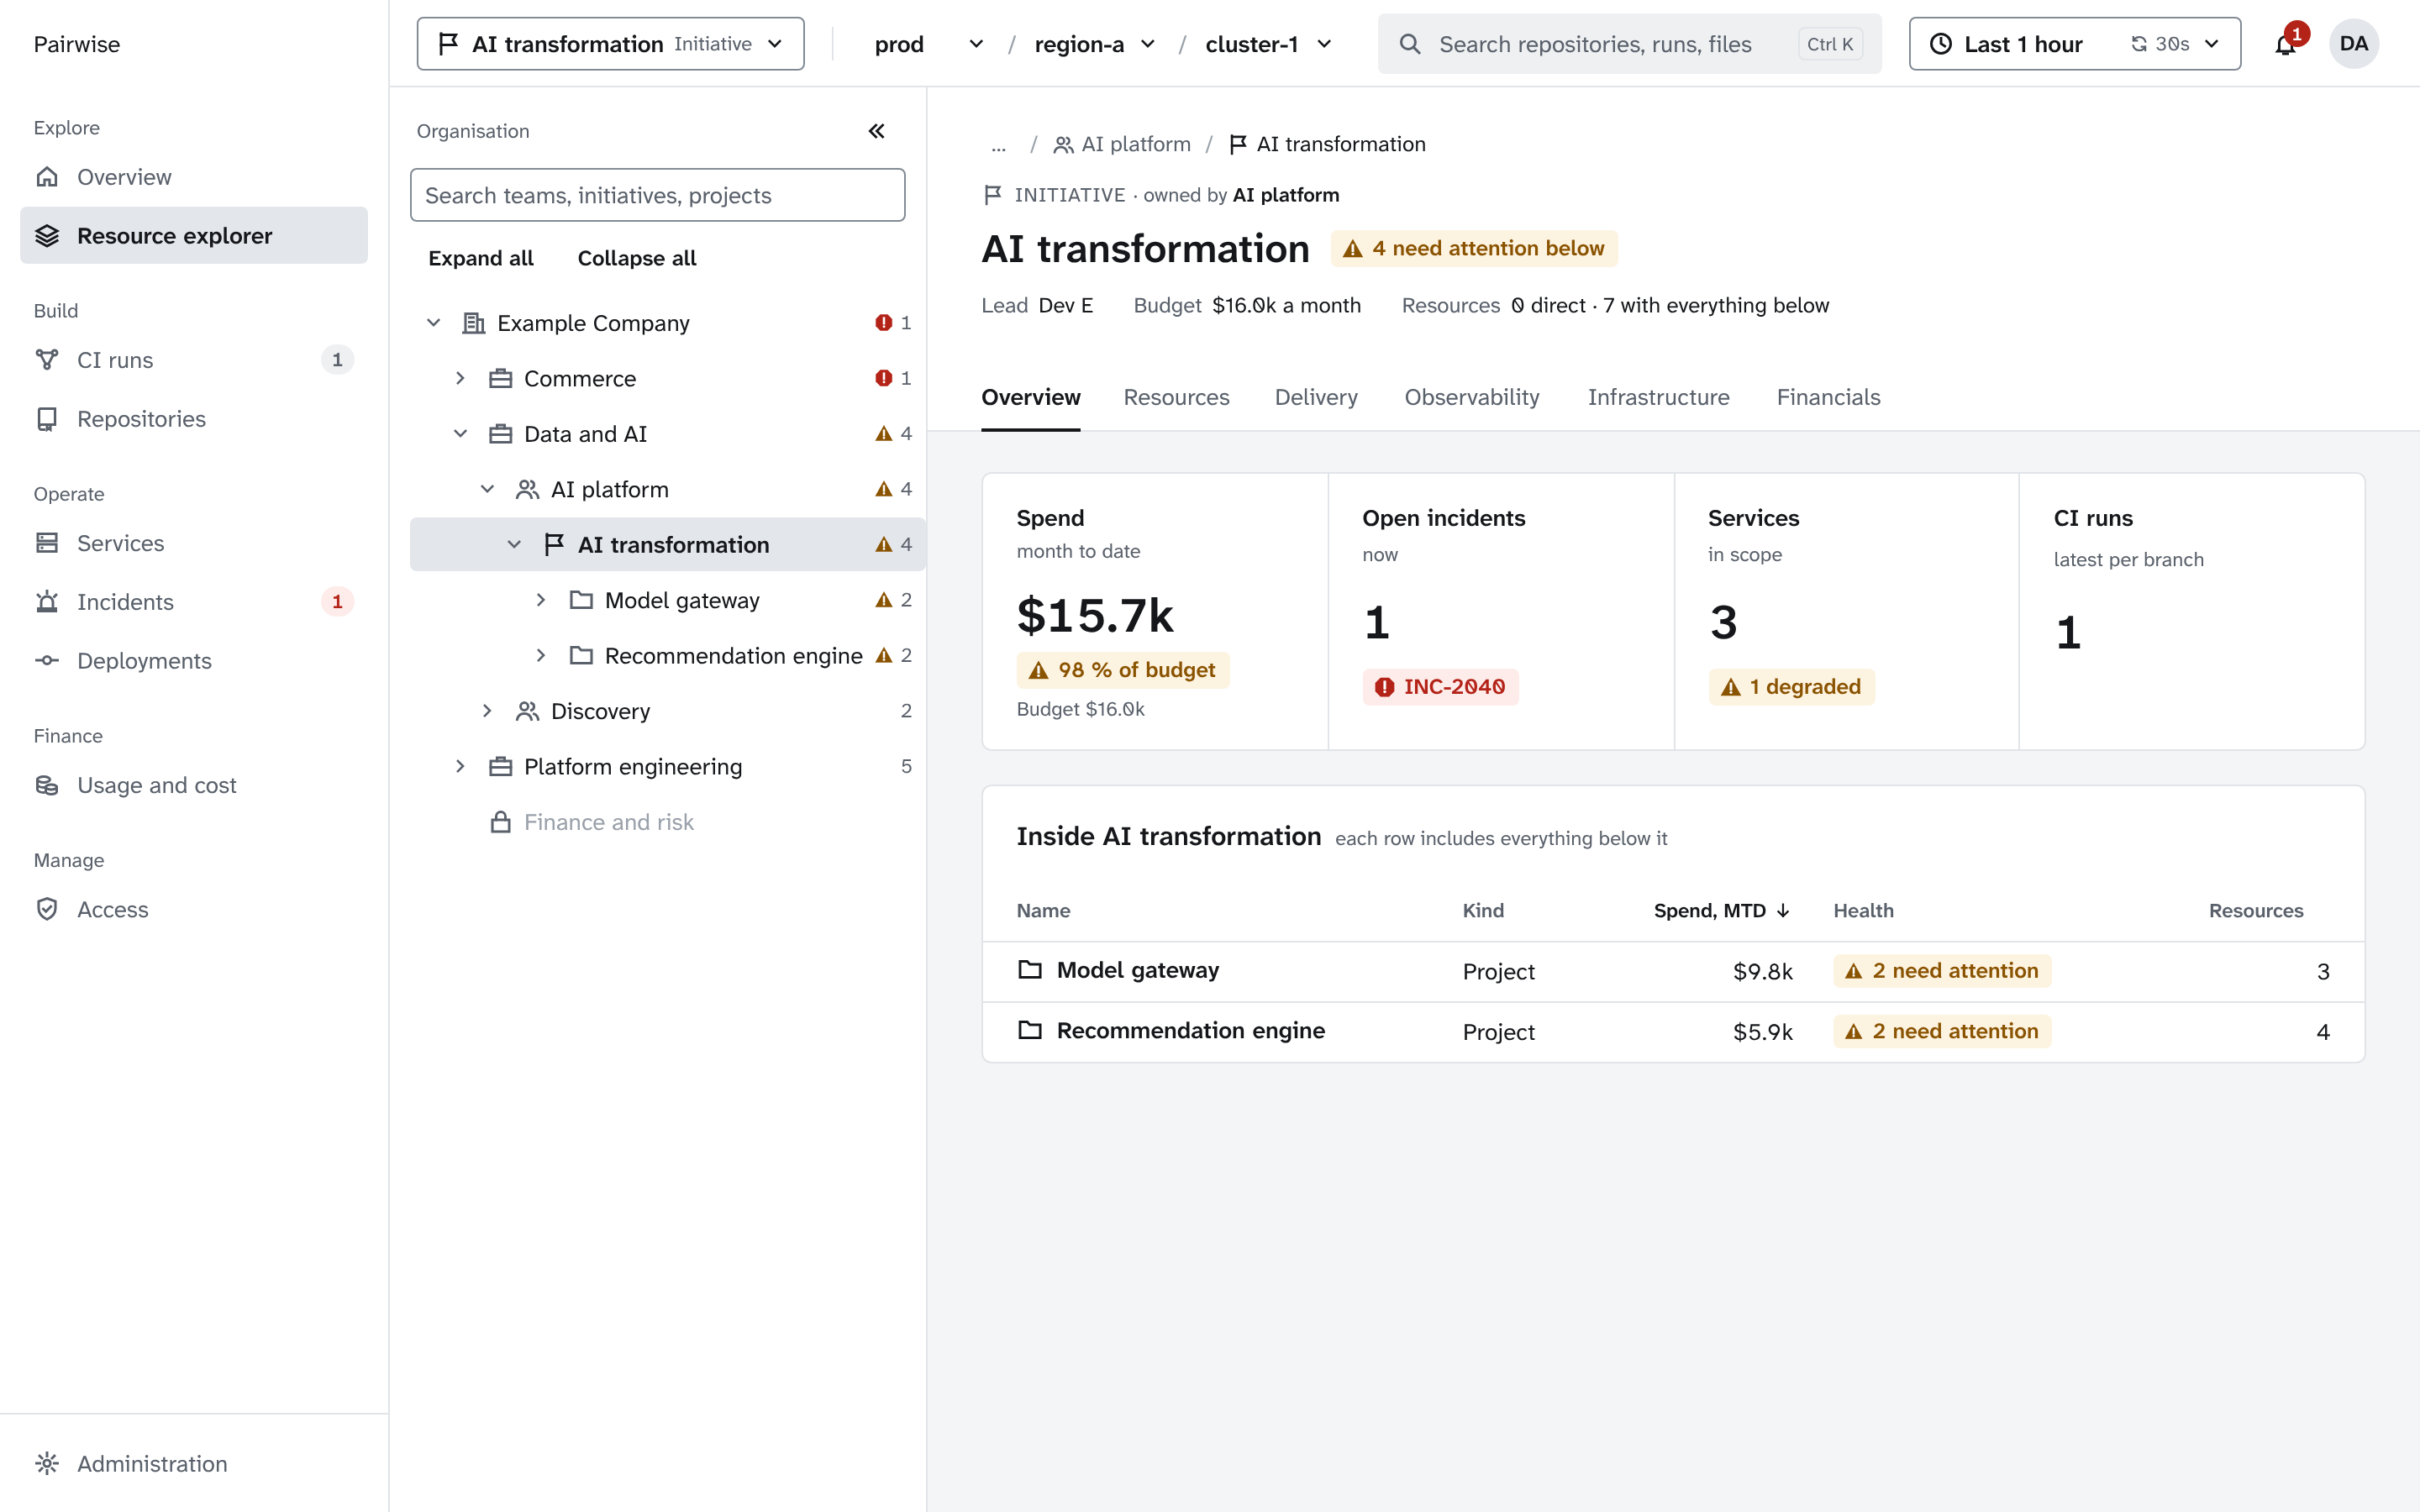 Pairwise
Explore
Overview
Resource explorer
Build
CI runs 1
Repositories
Operate
Services
Incidents 1
Deployments
Finance
Usage and cost
Manage
Access
Administration
AI transformation Initiative
prod / region-a / cluster-1
Search repositories, runs, files Ctrl K
Last 1 hour 30s
1
DA
Organisation
Search teams, initiatives, projects
Expand all Collapse all
Example Company 1
Commerce 1
Data and AI 4
AI platform 4
AI transformation 4
Model gateway 2
Recommendation engine 2
Discovery 2
Platform engineering 5
Finance and risk
... / AI platform / AI transformation
INITIATIVE · owned by AI platform
AI transformation 4 need attention below
Lead Dev E Budget $16.0k a month Resources 0 direct · 7 with everything below
Overview Resources Delivery Observability Infrastructure Financials
Spend
month to date
$15.7k
98 % of budget
Budget $16.0k
Open incidents
now
1
INC-2040
Services
in scope
3
1 degraded
CI runs
latest per branch
1
Inside AI transformation each row includes everything below it
Name Kind Spend, MTD Health Resources
Model gateway Project $9.8k 2 need attention 3
Recommendation engine Project $5.9k 2 need attention 4